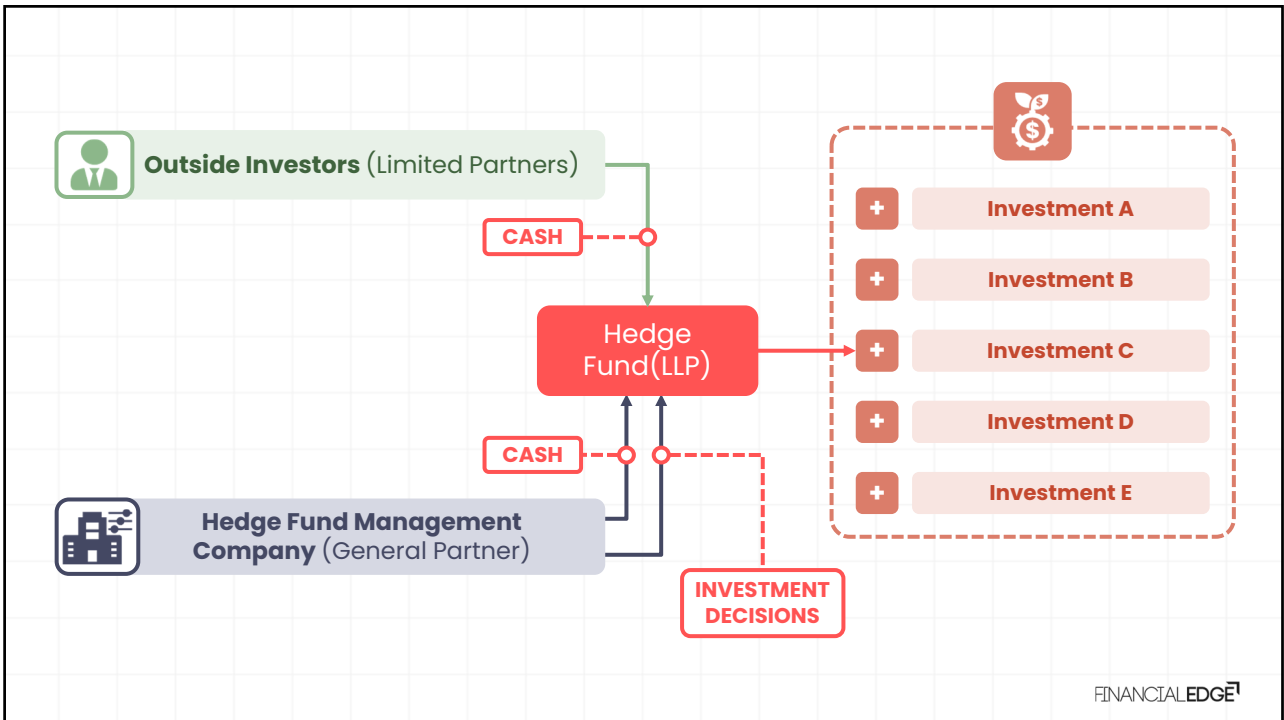 Outside Investors (Limited Partners)
CASH
Hedge
Fund(LLP)
CASH
Hedge Fund Management
Company (General Partner)
INVESTMENT
DECISIONS
$
$
Investment A
Investment B
Investment C
Investment D
Investment E
FINANCIALEDGE